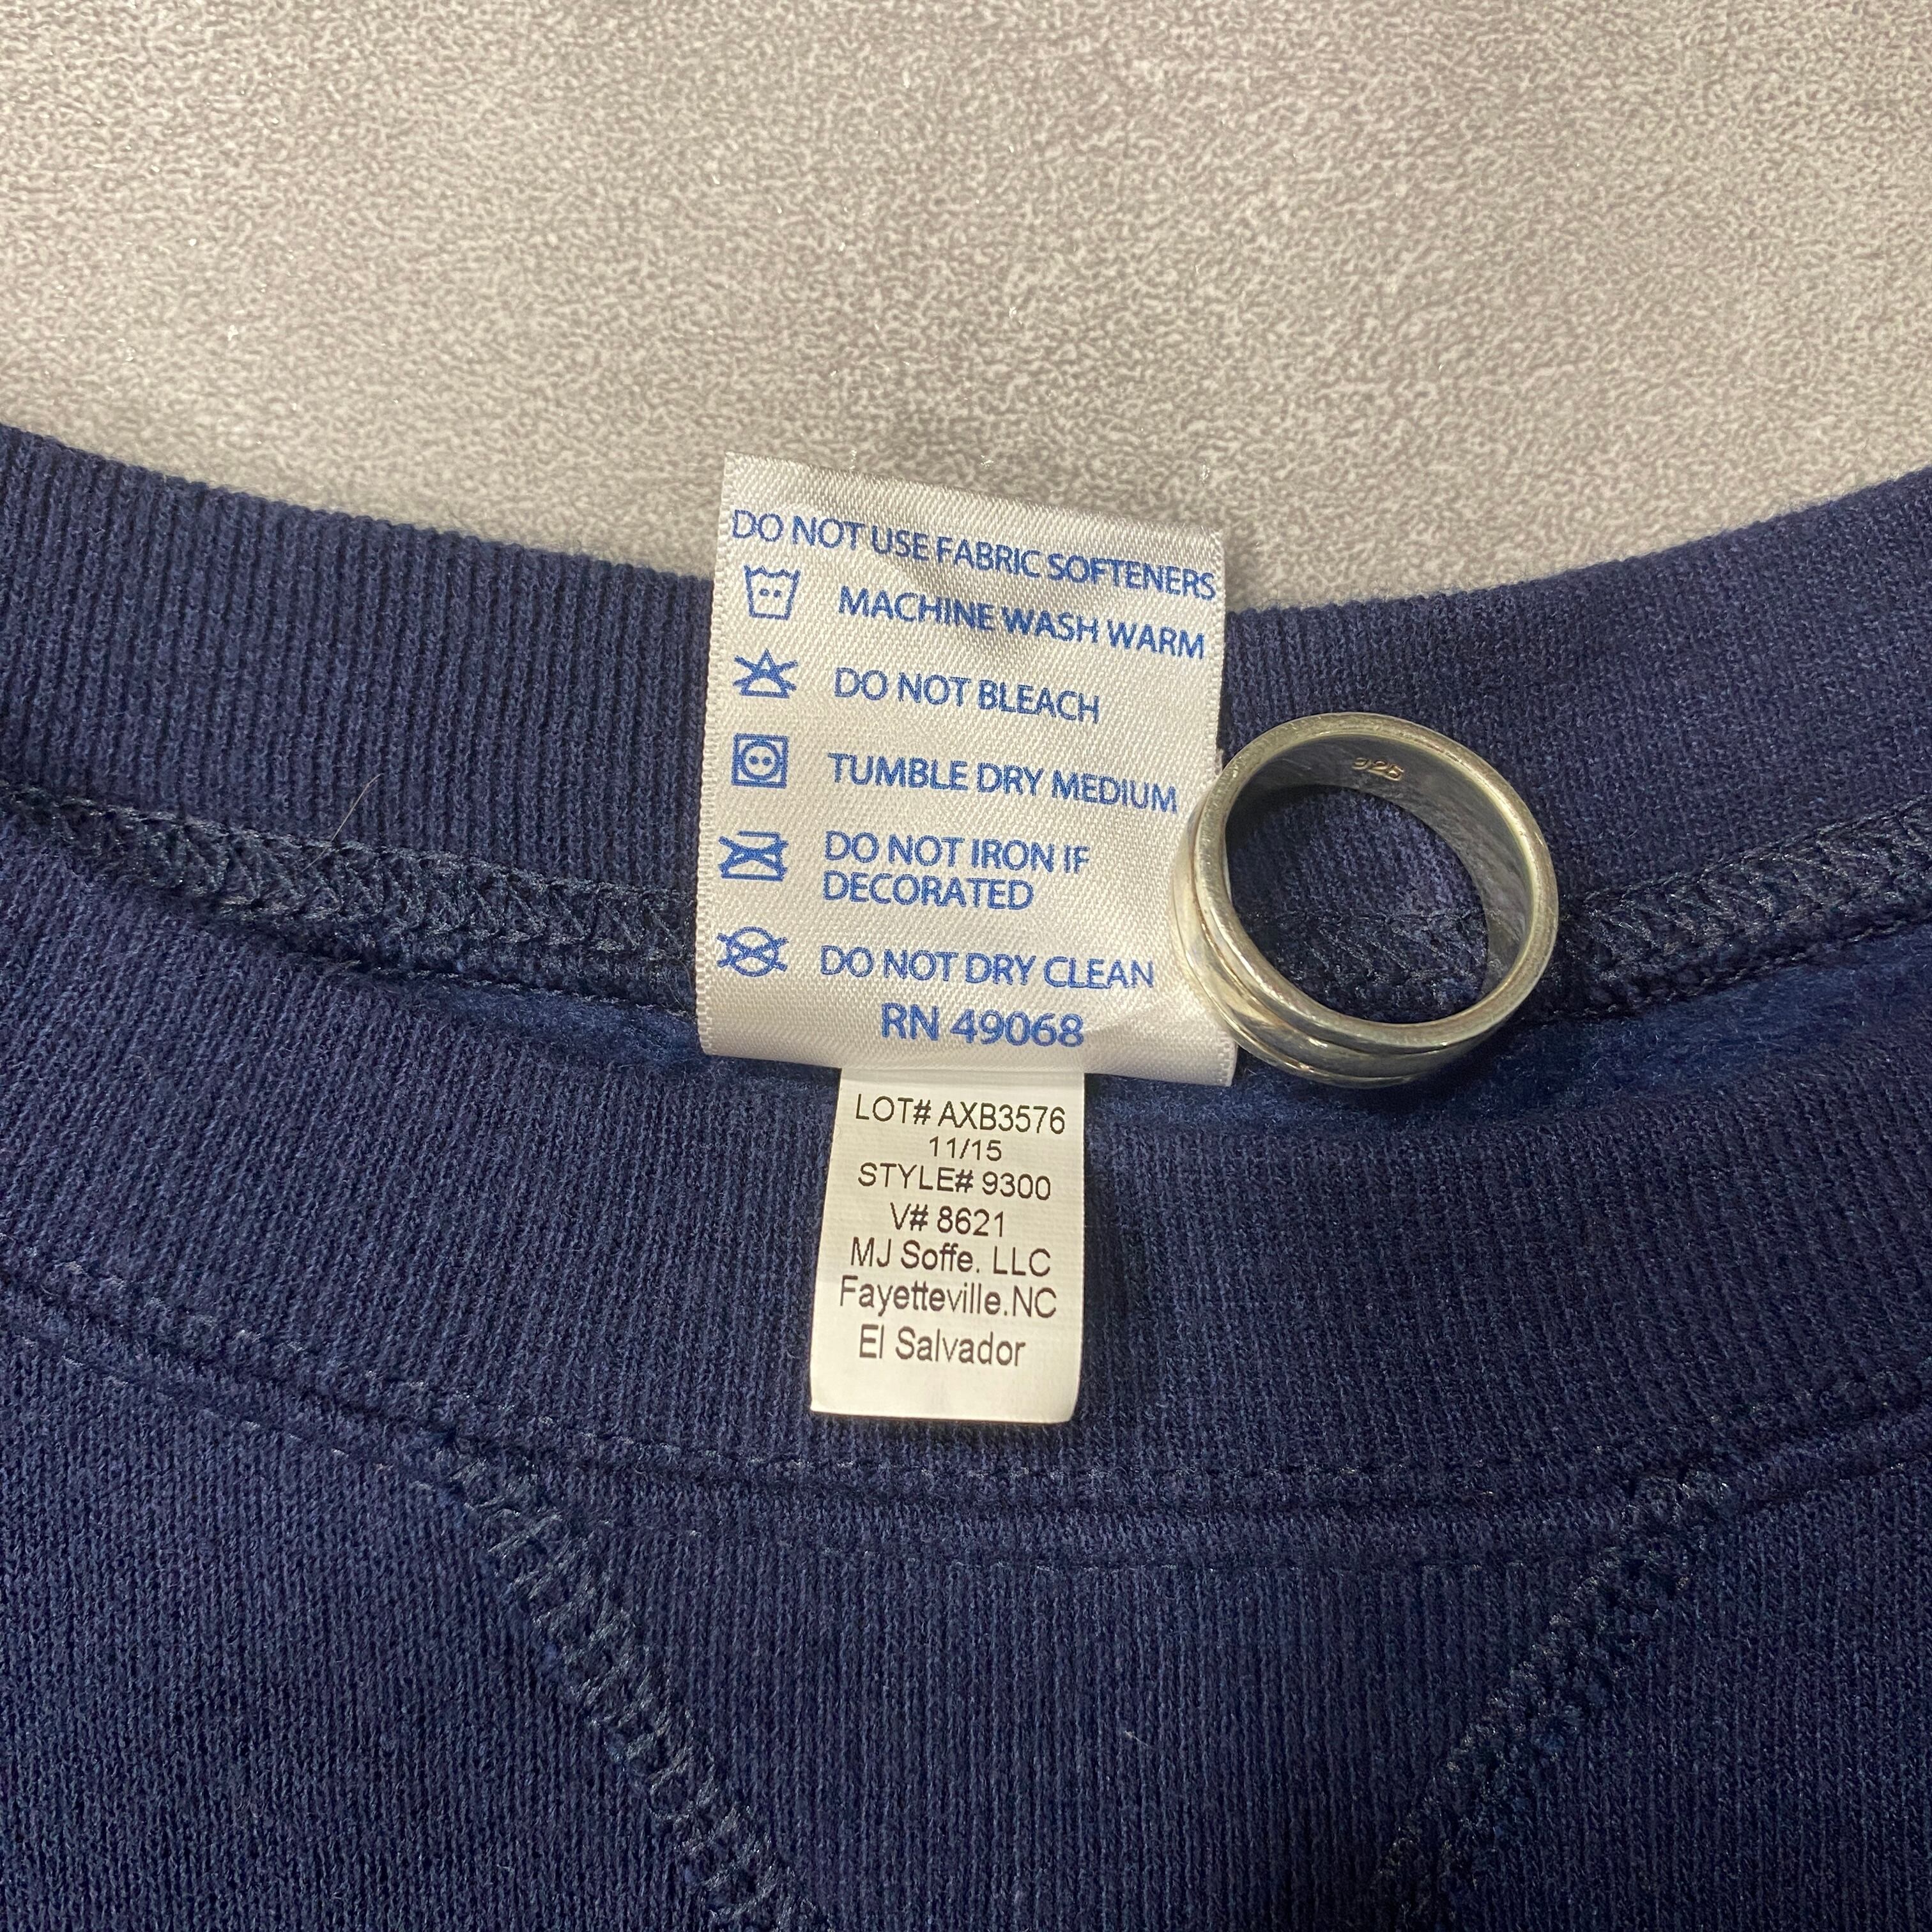 DO NOT USE FABRIC SOFTENERS
MACHINE WASH WARM
DO NOT BLEACH
TUMBLE DRY MEDIUM
DO NOT IRON IF
DECORATED
DO NOT DRY CLEAN
RN 49068
925
LOT# AXB3576
11/15
STYLE# 9300
V# 8621
MJ Soffe. LLC
Fayetteville.NC
El Salvador